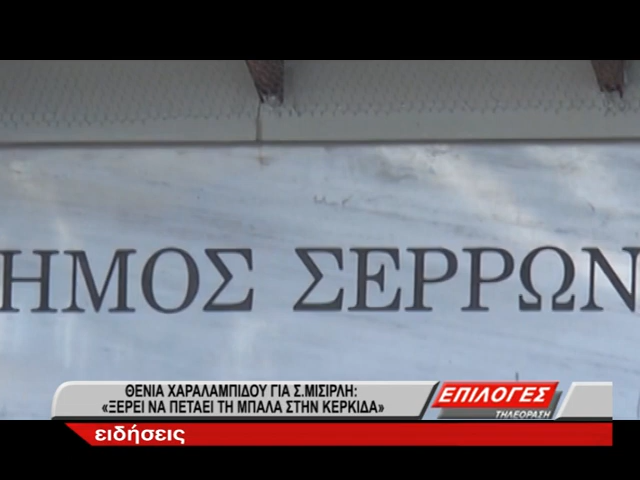 ΗΜΟΣ ΣΕΡΡΩΝ
ΘΕΝΙΑ ΧΑΡΑΛΑΜΠΙΔΟΥ ΓΙΑ Σ.ΜΙΣΙΡΛΗ:
«ΞΕΡΕΙ ΝΑ ΠΕΤΑΕΙ ΤΗ ΜΠΑΛΑ ΣΤΗΝ ΚΕΡΚΙΔΑ»
ΕΠΙΛΟΓΕΣ
ΤΗΛΕΟΡΑΣΗ
ειδήσεις